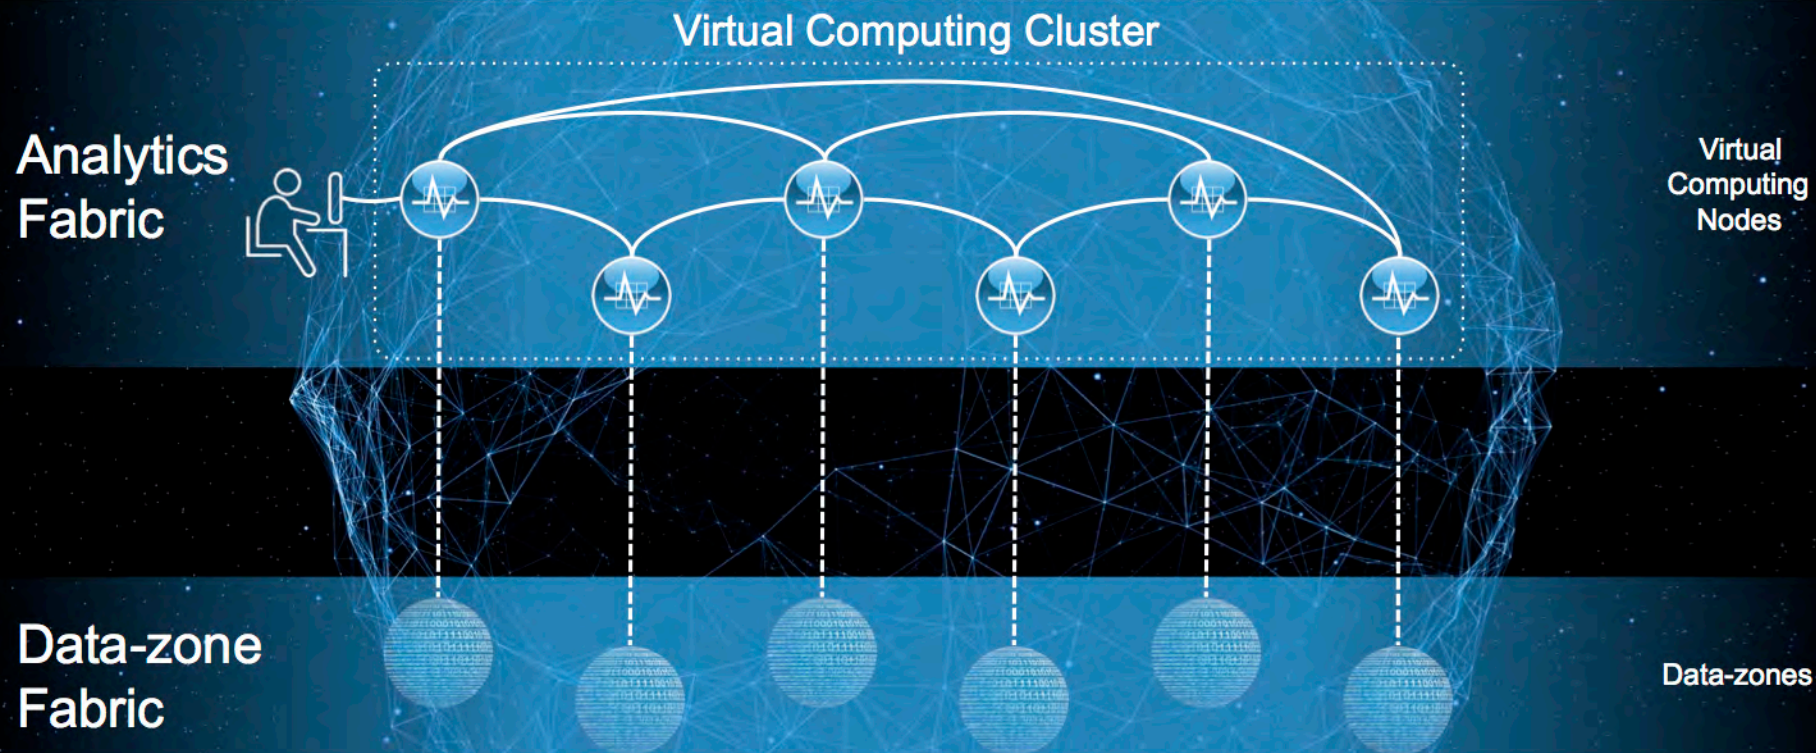 Virtual Computing Cluster
Analytics
Fabric
Virtual
Computing
Nodes
Data-zone
Fabric
Data-zones